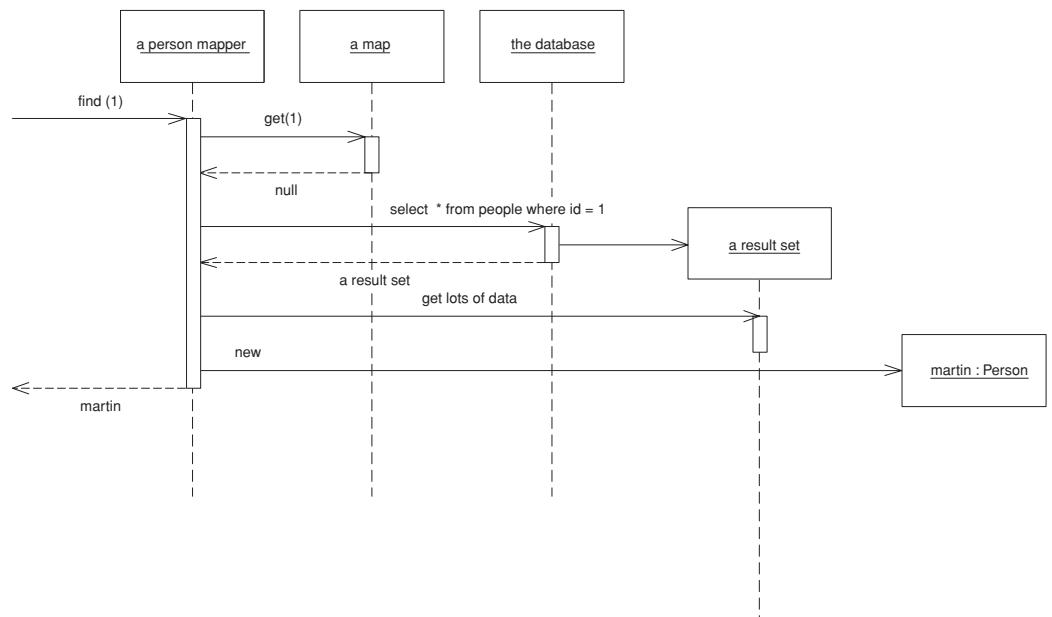 a person mapper
a map
the database
find (1)
get(1)
null
select * from people where id = 1
a result set
a result set
get lots of data
new
martin : Person
martin